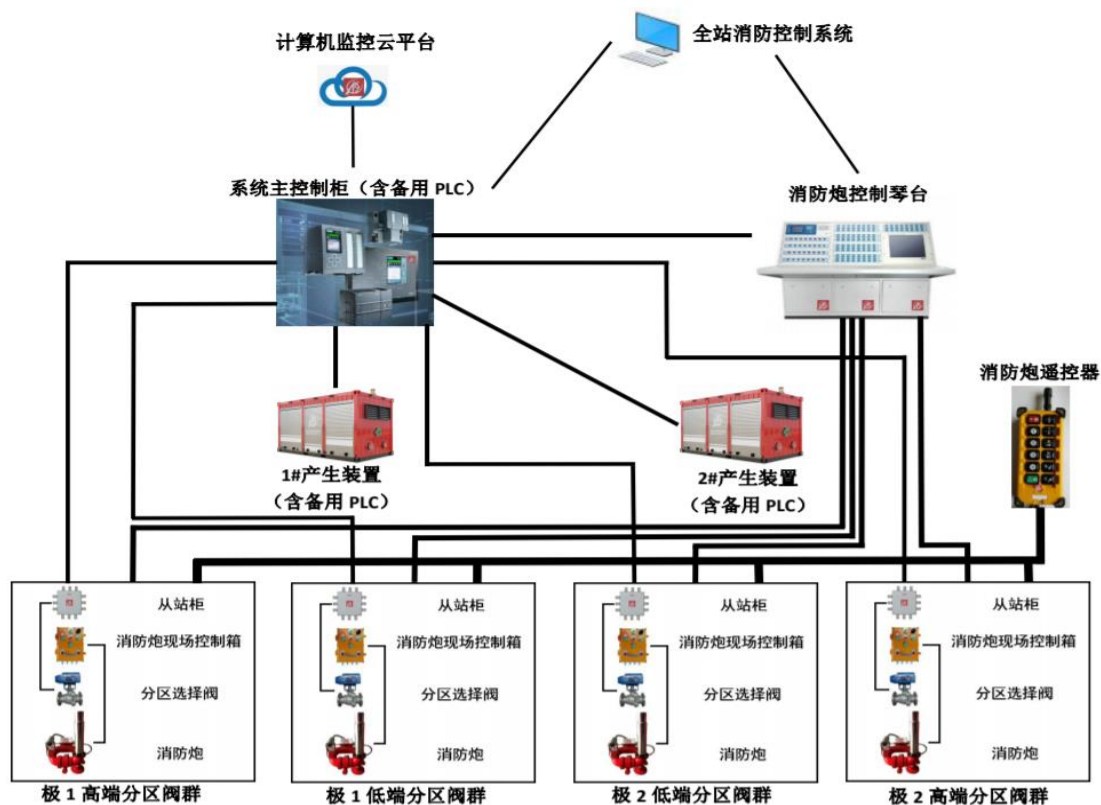 全站消防控制系统
计算机监控云平台
系统主控制柜（含备用 PLC）
消防炮控制琴台
消防炮遥控器
1#产生装置
（含备用 PLC）
2#产生装置
（含备用 PLC）
从站柜
消防炮现场控制箱
分区选择阀
消防炮
极 1 高端分区阀群
从站柜
消防炮现场控制箱
分区选择阀
消防炮
极 1 低端分区阀群
从站柜
消防炮现场控制箱
分区选择阀
消防炮
极 2 低端分区阀群
从站柜
消防炮现场控制箱
分区选择阀
消防炮
极 2 高端分区阀群